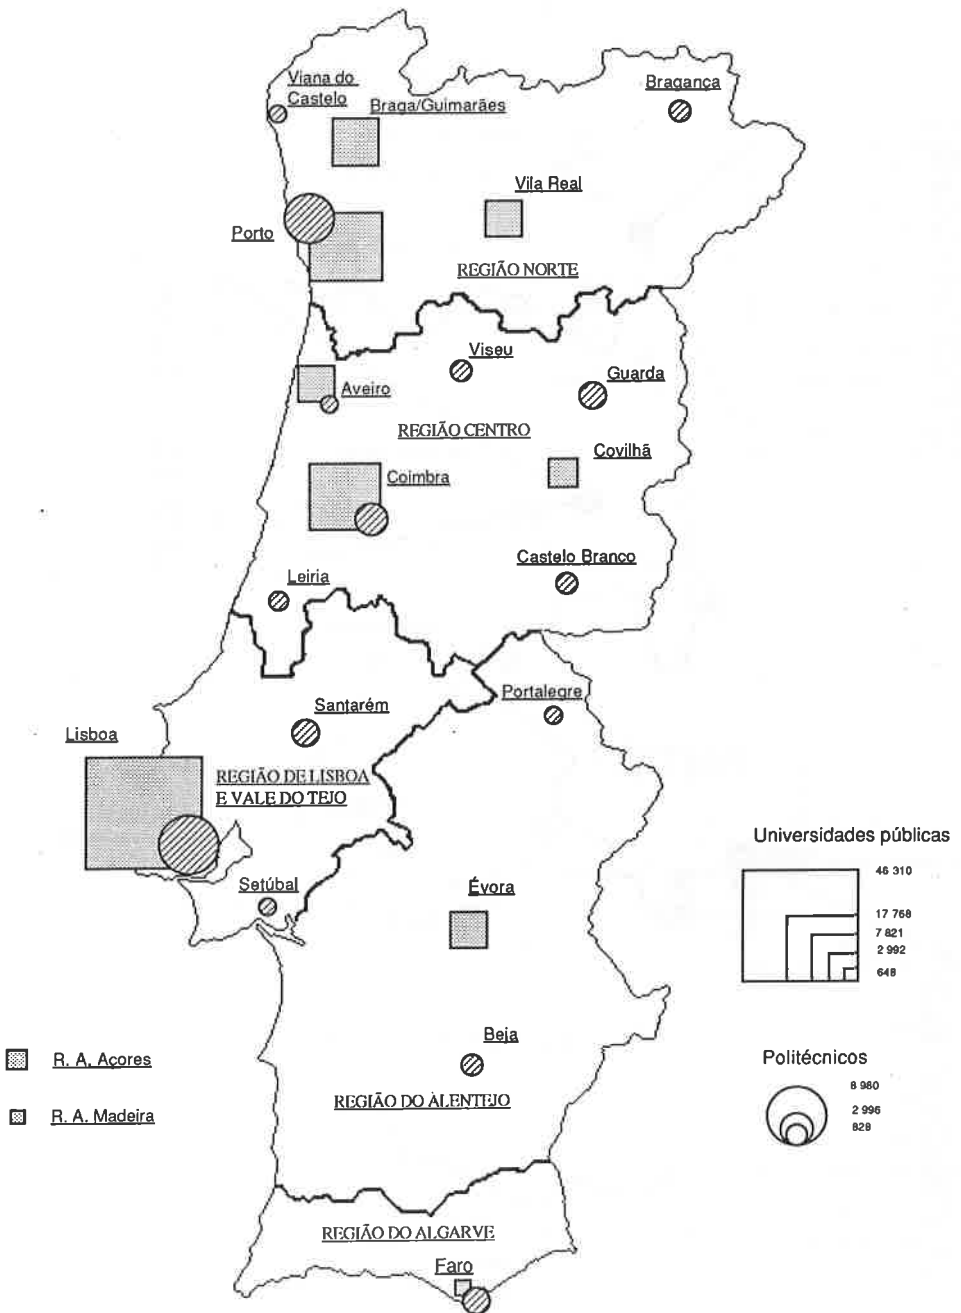 Viana do
Castelo
Braga/Guimarães
Bragança
Vila Real
Porto
REGIÃO NORTE
Viseu
Guarda
Aveiro
REGIÃO CENTRO
Covilhã
Coimbra
Castelo Branco
Leiria
Portalegre
Santarém
Lisboa
REGIÃO DE LISBOA
E VALE DO TEJO
Setúbal
Évora
Universidades públicas
46 310
17 768
7 821
2 992
648
Beja
Politécnicos
8 980
2 996
828
R. A. Açores
R. A. Madeira
REGIÃO DO ALENTEJO
REGIÃO DO ALGARVE
Faro